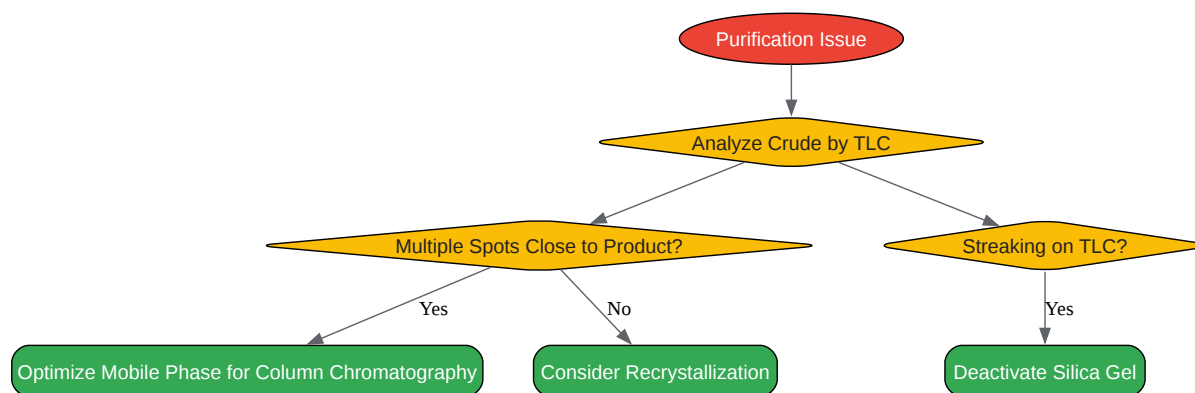 Purification Issue
Analyze Crude by TLC
Multiple Spots Close to Product?
Streaking on TLC?
Yes
No
Yes
Optimize Mobile Phase for Column Chromatography
Consider Recrystallization
Deactivate Silica Gel